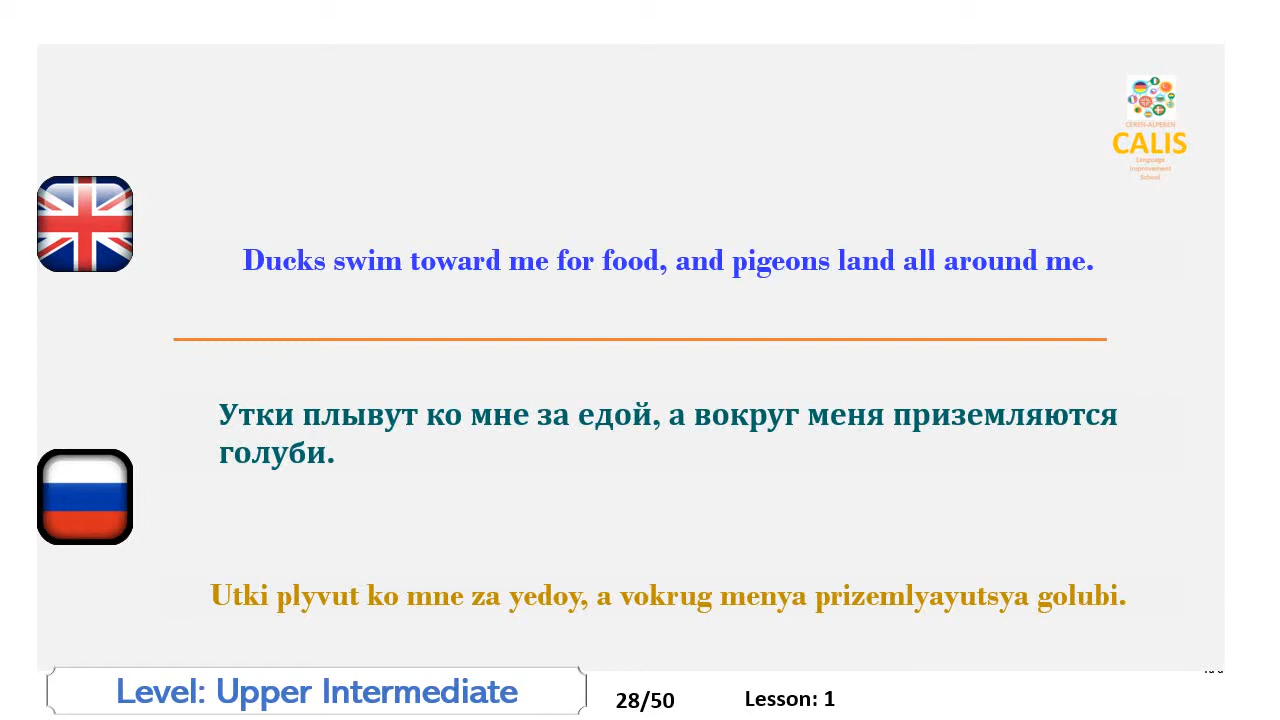 CEREN-ALPEREN
CALIS
Language
Improvement
School
Ducks swim toward me for food, and pigeons land all around me.
Утки плывут ко мне за едой, а вокруг меня приземляются
голуби.
Utki plyvut ko mne za yedoy, a vokrug menya prizemlyayutsya golubi.
Level: Upper Intermediate
28/50
Lesson: 1